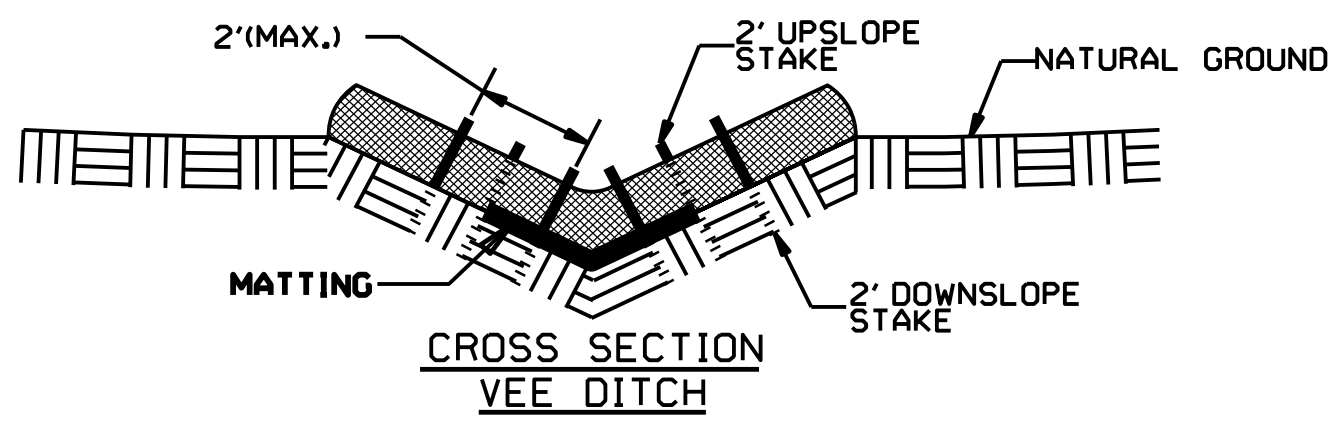 2'(MAX.)
2' UPSLOPE
STAKE
NATURAL GROUND
MATTING
2' DOWNSLOPE
STAKE
CROSS SECTION
VEE DITCH